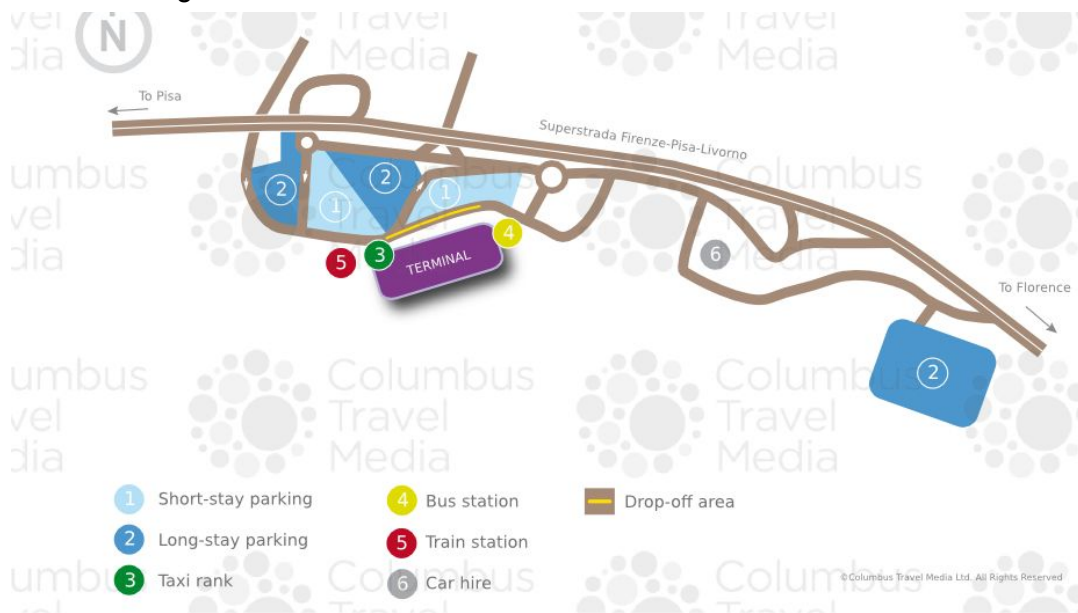 N
To Pisa
Superstrada Firenze-Pisa-Livorno
2
1
2
1
4
3
5
TERMINAL
6
To Florence
2
1 Short-stay parking
2 Long-stay parking
3 Taxi rank
4 Bus station
5 Train station
6 Car hire
Drop-off area
©Columbus Travel Media Ltd. All Rights Reserved
Columbus
Travel
Media